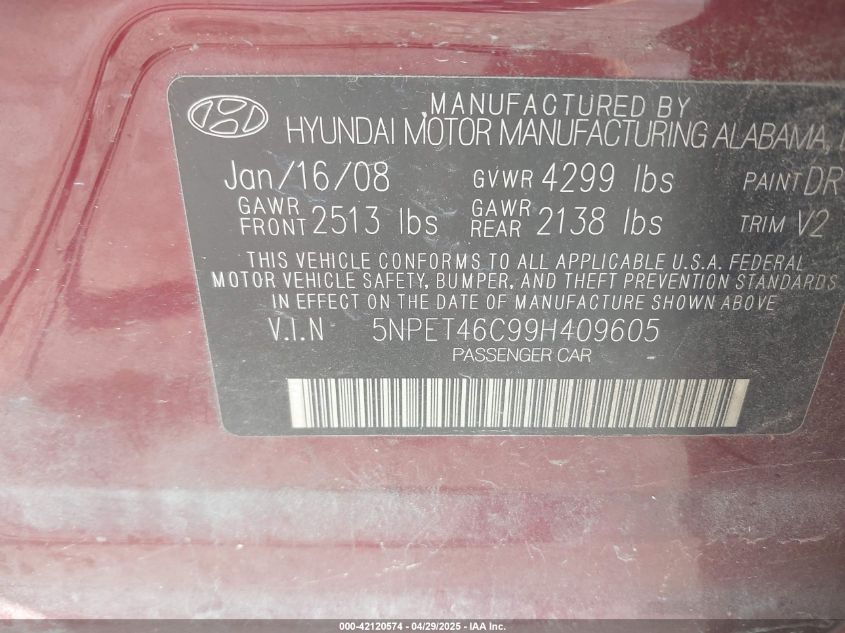 MANUFACTURED BY
HYUNDAI MOTOR MANUFACTURING ALABAMA,
Jan/16/08 GVWR 4299 lbs PAINT DR
GAWR FRONT 2513 lbs GAWR REAR 2138 lbs TRIM V2
THIS VEHICLE CONFORMS TO ALL APPLICABLE U.S.A. FEDERAL
MOTOR VEHICLE SAFETY, BUMPER, AND THEFT PREVENTION STANDARDS
IN EFFECT ON THE DATE OF MANUFACTURE SHOWN ABOVE
V.I.N 5NPET46C99H409605
PASSENGER CAR
000-42120574 - 04/29/2025 - IAA Inc.